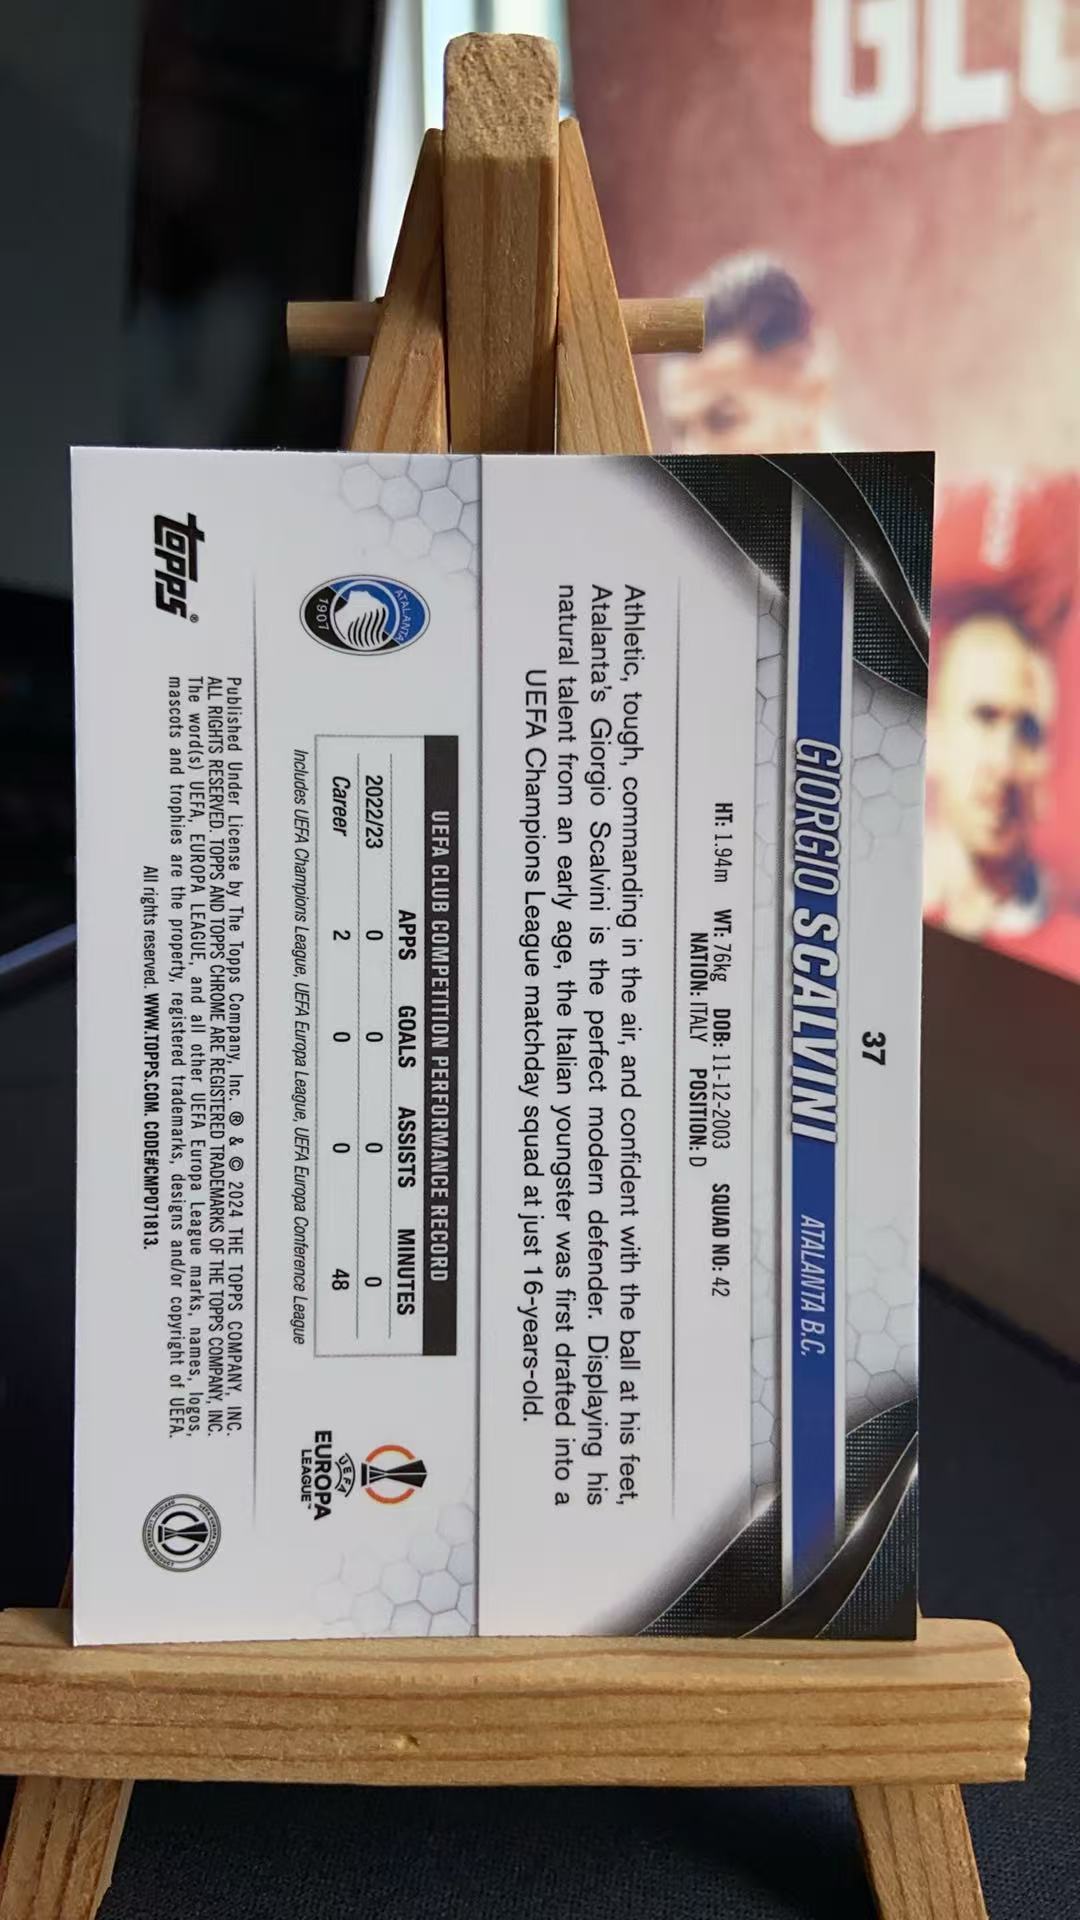 GLO
37
GIORGIO SCALVINI ATALANTA B.C.
HT: 1.94m WT: 76kg DOB: 11-12-2003 SQUAD NO: 42
NATION: ITALY POSITION: D
Athletic, tough, commanding in the air, and confident with the ball at his feet,
Atalanta's Giorgio Scalvini is the perfect modern defender. Displaying his
natural talent from an early age, the Italian youngster was first drafted into a
UEFA Champions League matchday squad at just 16-years-old.
ATALANTA
1907
UEFA CLUB COMPETITION PERFORMANCE RECORD
APPS GOALS ASSISTS MINUTES
2022/23 0 0 0 0
Career 2 0 0 48
Includes UEFA Champions League, UEFA Europa League, UEFA Europa Conference League
UEFA
EUROPA
LEAGUE™
topps®
Published Under License by The Topps Company, Inc. ® & © 2024 THE TOPPS COMPANY, INC.
ALL RIGHTS RESERVED. TOPPS AND TOPPS CHROME ARE REGISTERED TRADEMARKS OF THE TOPPS COMPANY, INC.
The word(s) UEFA, EUROPA LEAGUE, and all other UEFA Europa League marks, names, logos,
mascots and trophies are the property, registered trademarks, designs and/or copyright of UEFA.
All rights reserved. WWW.TOPPS.COM. CODE#CMP071813.